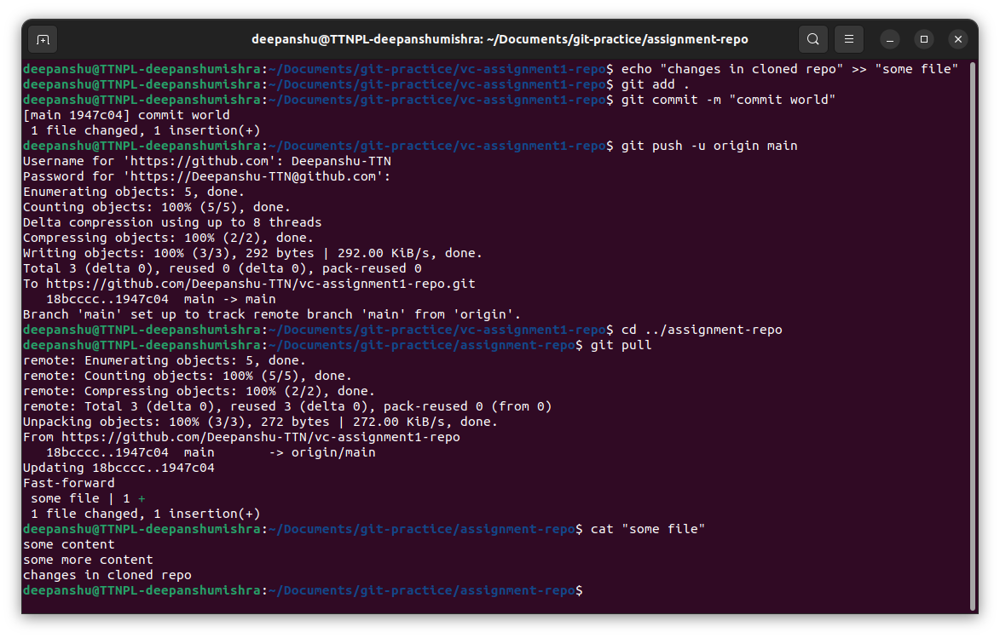 deepanshu@TTNPL-deepanshumishra: ~/Documents/git-practice/assignment-repo
deepanshu@TTNPL-deepanshumishra:~/Documents/git-practice/vc-assignment1-repo$ echo "changes in cloned repo" >> "some file"
deepanshu@TTNPL-deepanshumishra:~/Documents/git-practice/vc-assignment1-repo$ git add .
deepanshu@TTNPL-deepanshumishra:~/Documents/git-practice/vc-assignment1-repo$ git commit -m "commit world"
[main 1947c04] commit world
 1 file changed, 1 insertion(+)
deepanshu@TTNPL-deepanshumishra:~/Documents/git-practice/vc-assignment1-repo$ git push -u origin main
Username for 'https://github.com': Deepanshu-TTN
Password for 'https://Deepanshu-TTN@github.com':
Enumerating objects: 5, done.
Counting objects: 100% (5/5), done.
Delta compression using up to 8 threads
Compressing objects: 100% (2/2), done.
Writing objects: 100% (3/3), 292 bytes | 292.00 KiB/s, done.
Total 3 (delta 0), reused 0 (delta 0), pack-reused 0
To https://github.com/Deepanshu-TTN/vc-assignment1-repo.git
   18bcccc..1947c04  main -> main
Branch 'main' set up to track remote branch 'main' from 'origin'.
deepanshu@TTNPL-deepanshumishra:~/Documents/git-practice/vc-assignment1-repo$ cd ../assignment-repo
deepanshu@TTNPL-deepanshumishra:~/Documents/git-practice/assignment-repo$ git pull
remote: Enumerating objects: 5, done.
remote: Counting objects: 100% (5/5), done.
remote: Compressing objects: 100% (2/2), done.
remote: Total 3 (delta 0), reused 3 (delta 0), pack-reused 0 (from 0)
Unpacking objects: 100% (3/3), 272 bytes | 272.00 KiB/s, done.
From https://github.com/Deepanshu-TTN/vc-assignment1-repo
   18bcccc..1947c04  main       -> origin/main
Updating 18bcccc..1947c04
Fast-forward
 some file | 1 +
 1 file changed, 1 insertion(+)
deepanshu@TTNPL-deepanshumishra:~/Documents/git-practice/assignment-repo$ cat "some file"
some content
some more content
changes in cloned repo
deepanshu@TTNPL-deepanshumishra:~/Documents/git-practice/assignment-repo$